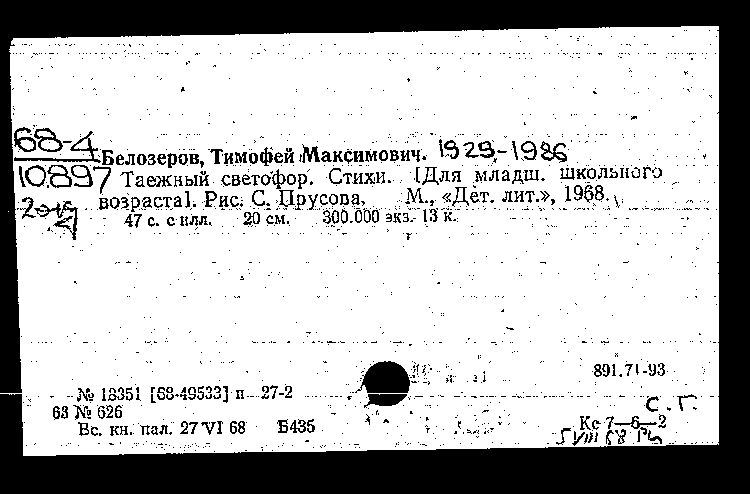 68-4
10897
Белозеров, Тимофей Максимович. 1929-1986
Таежный светофор. Стихи. [Для младш. школьного
возраста]. Рис. С. Прусова. М., «Дет. лит.», 1968.
47 с. с илл. 20 см. 300.000 экз. 13 к.
891.71-93
№ 18351 [68-49533] п 27-2
63 № 626
Вс. кн. пал. 27 VI 68 Б435
С. Г.
Кс 7—6—2